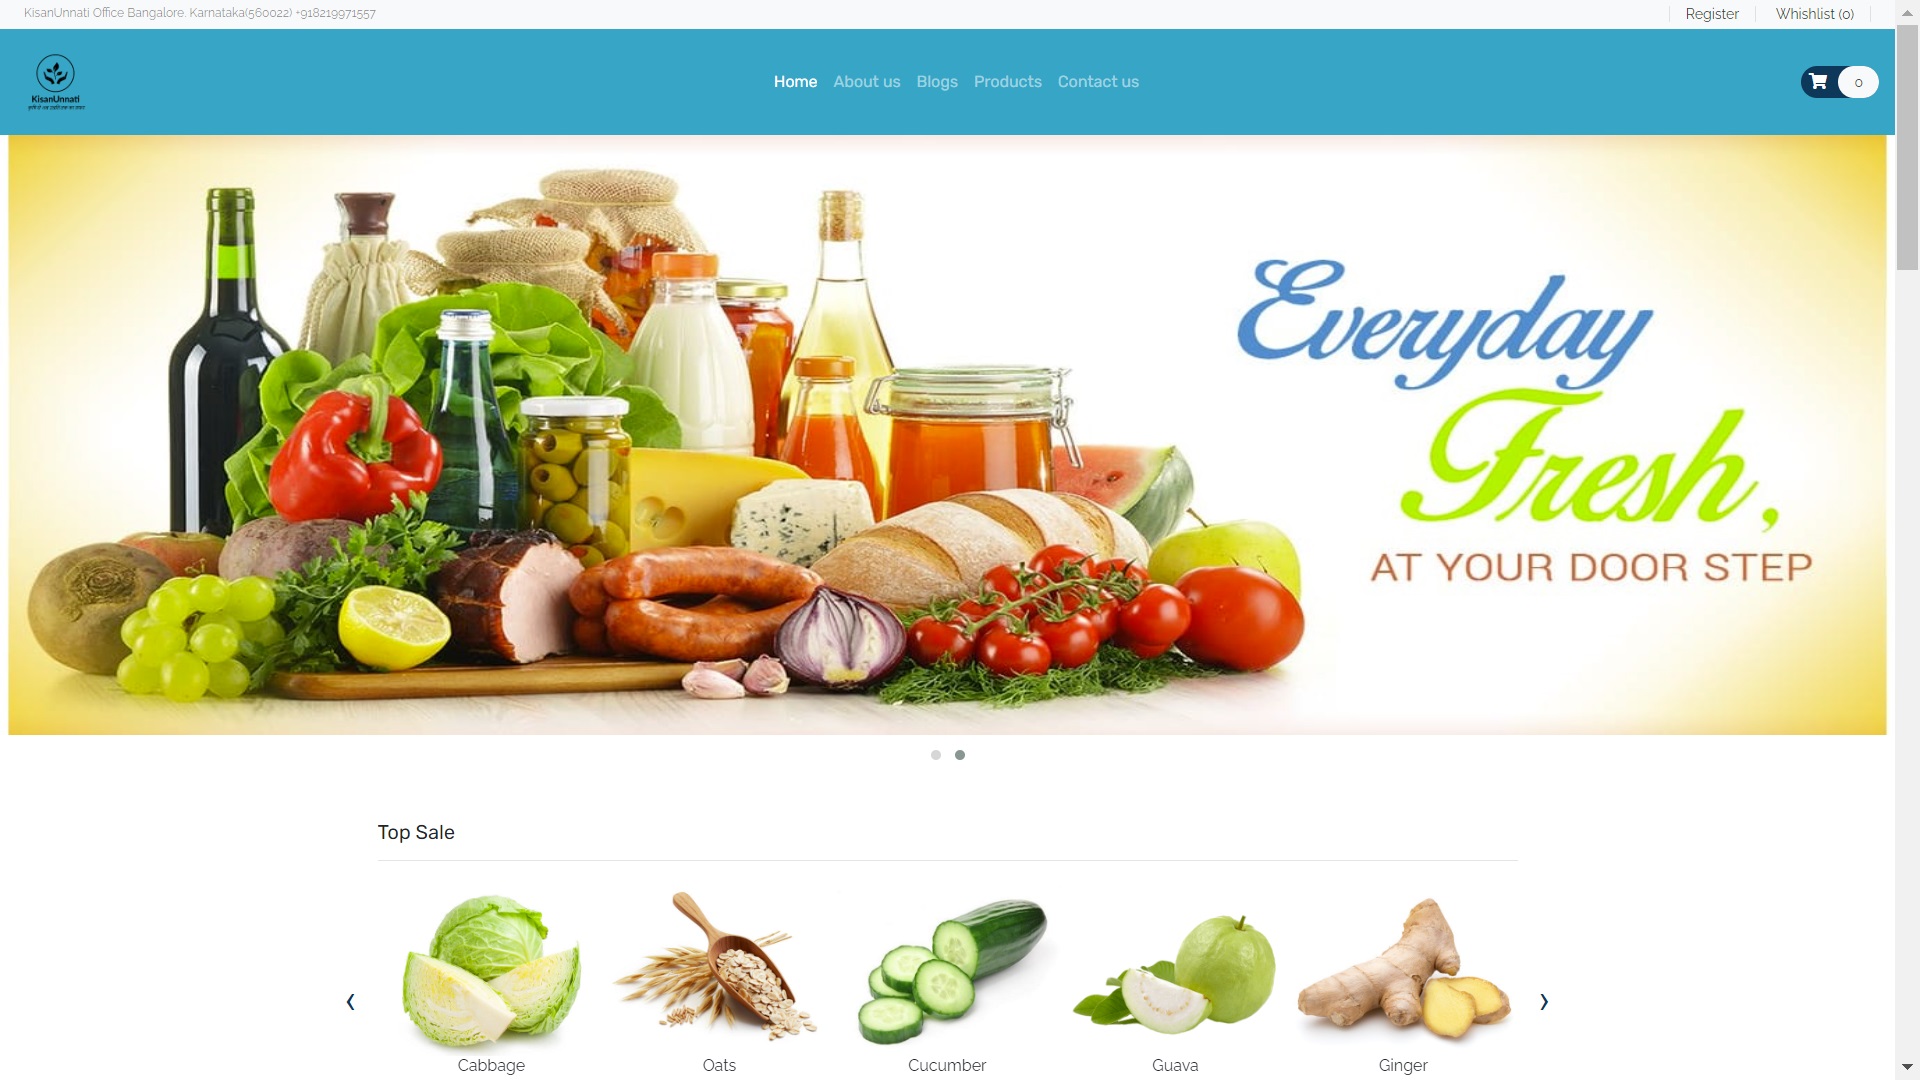 KisanUnnati Office Bangalore. Karnataka(560022) +918219971557
Register
Whishlist (0)
KisanUnnati
Home
About us
Blogs
Products
Contact us
0
Everyday
Fresh,
AT YOUR DOOR STEP
Top Sale
Cabbage
Oats
Cucumber
Guava
Ginger